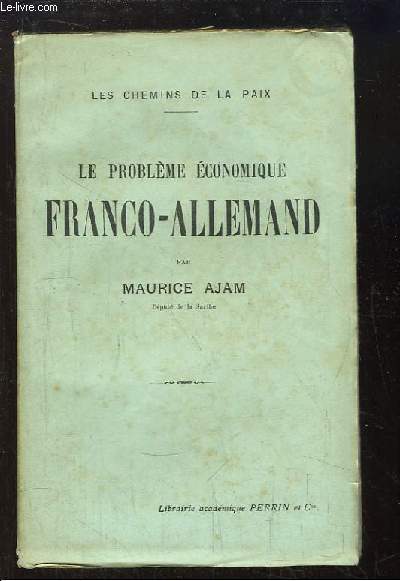 le-livre
LES CHEMINS DE LA PAIX
LE PROBLÈME ÉCONOMIQUE
FRANCO-ALLEMAND
PAR
MAURICE AJAM
Député de la Sarthe
Librairie académique PERRIN et Cie.